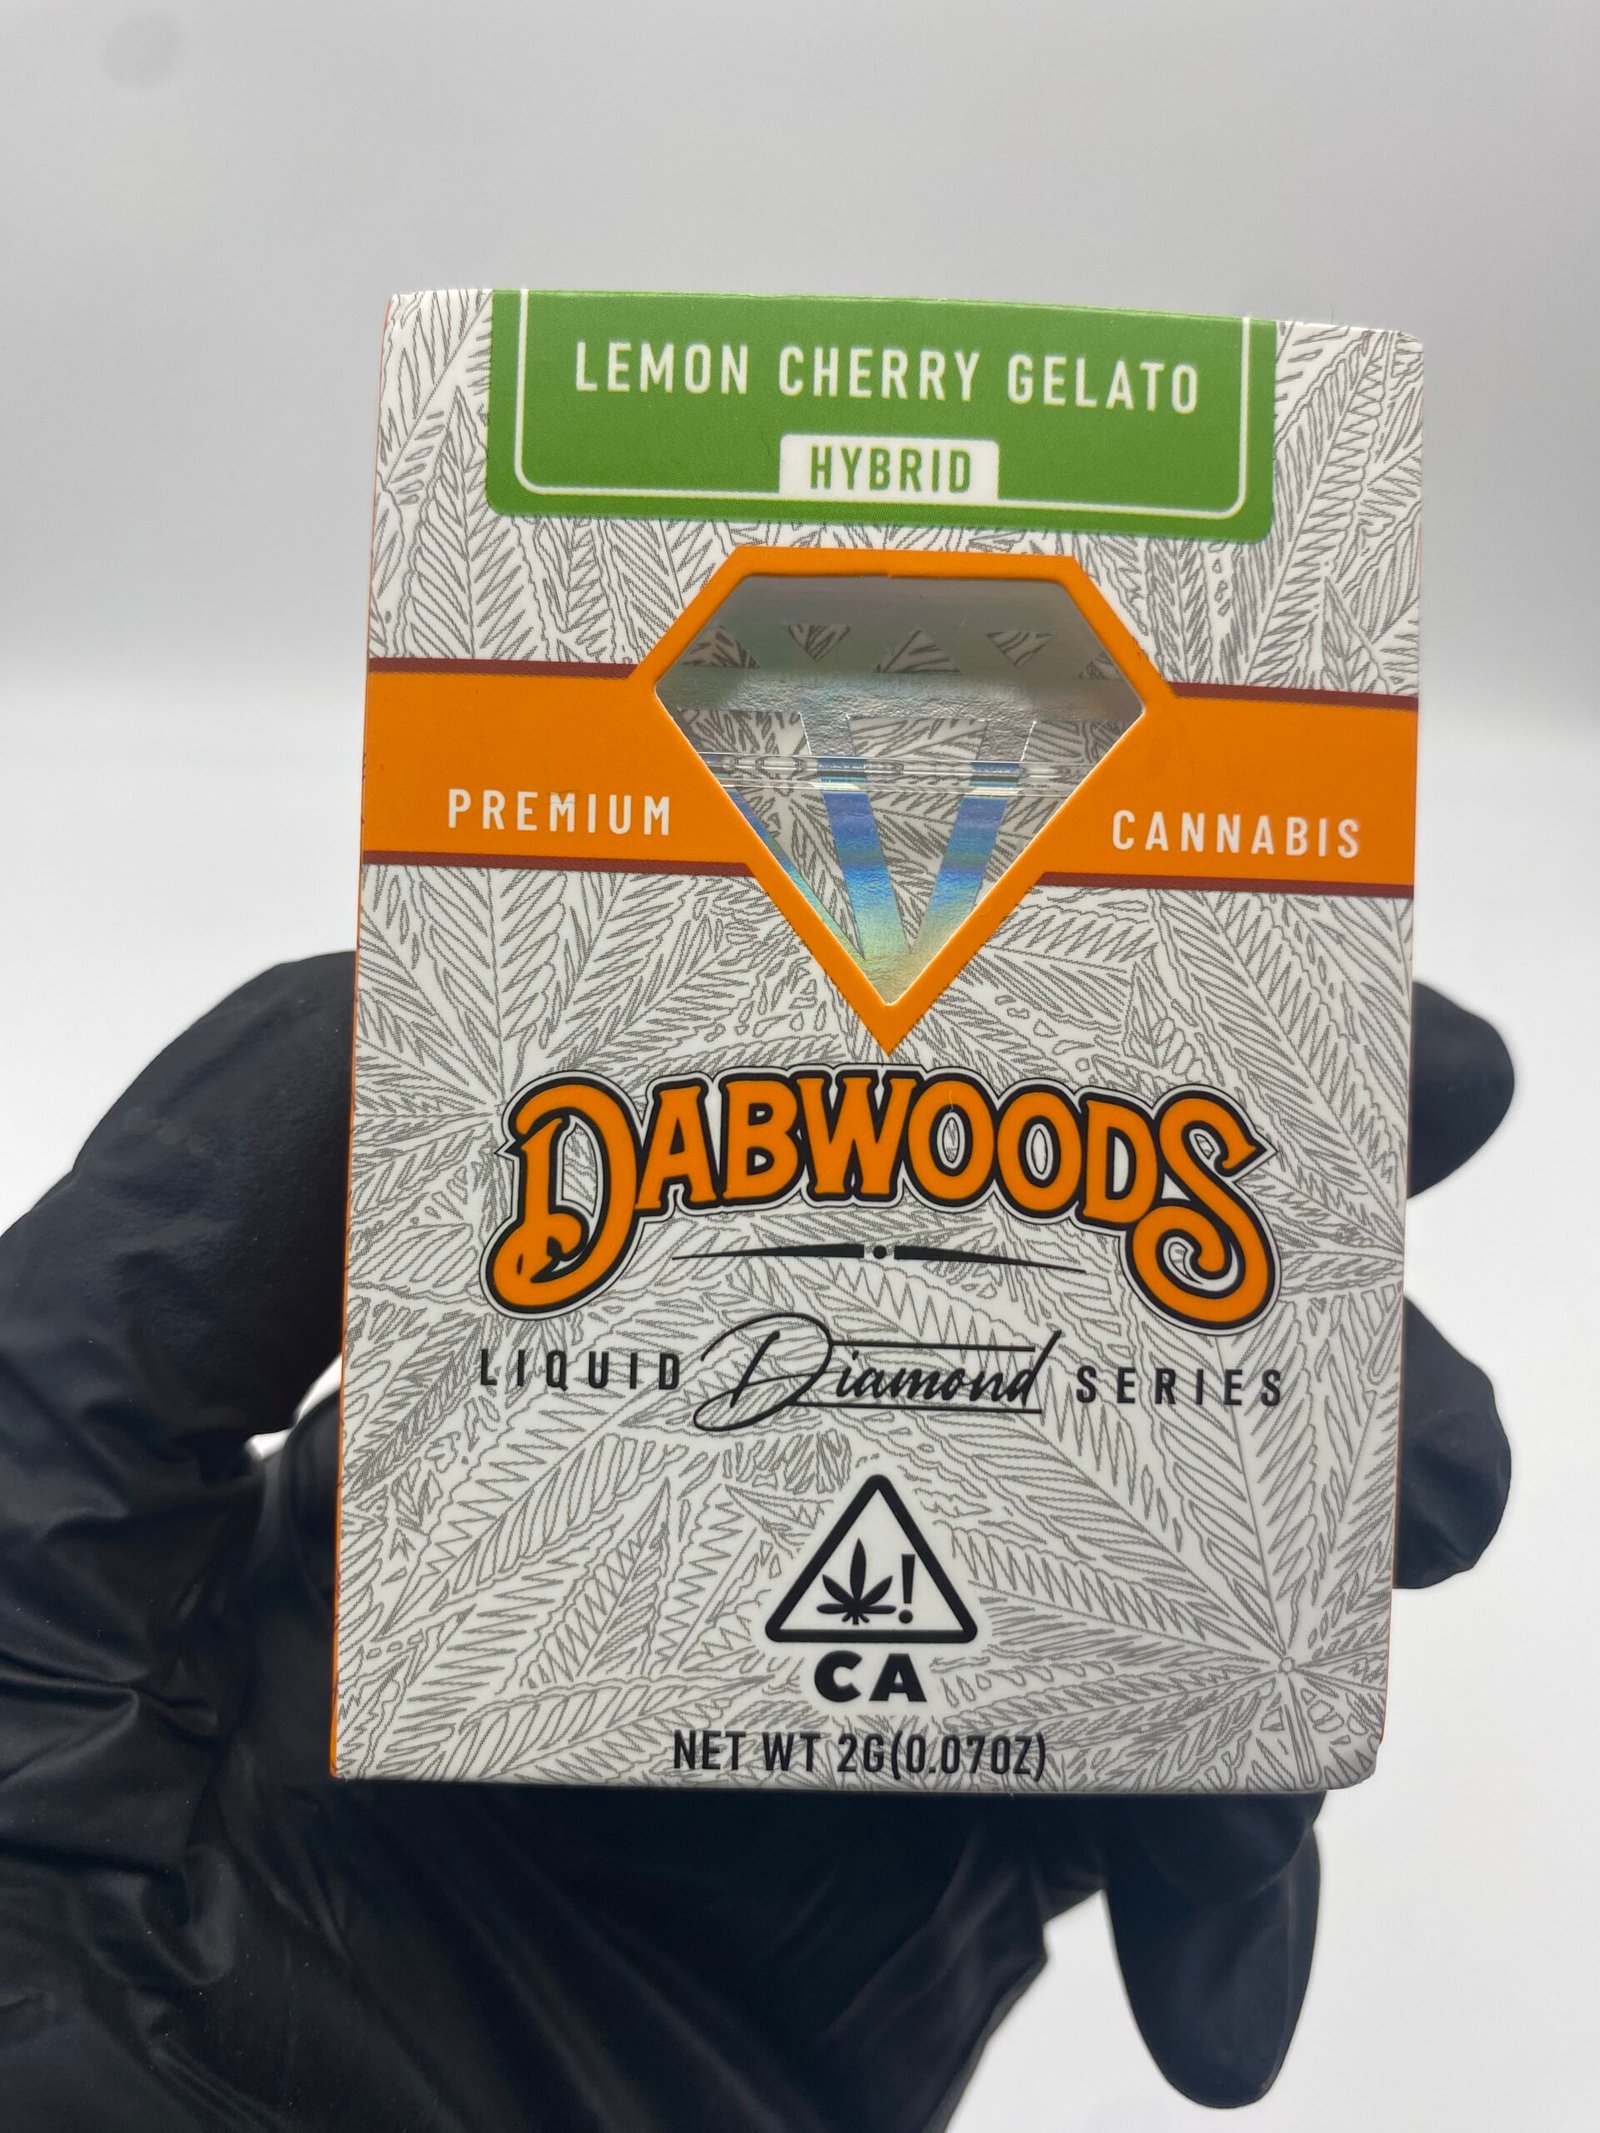 LEMON CHERRY GELATO
HYBRID
PREMIUM
CANNABIS
DABWOODS
LIQUID Diamond SERIES
!
CA
NET WT 2G(0.07OZ)